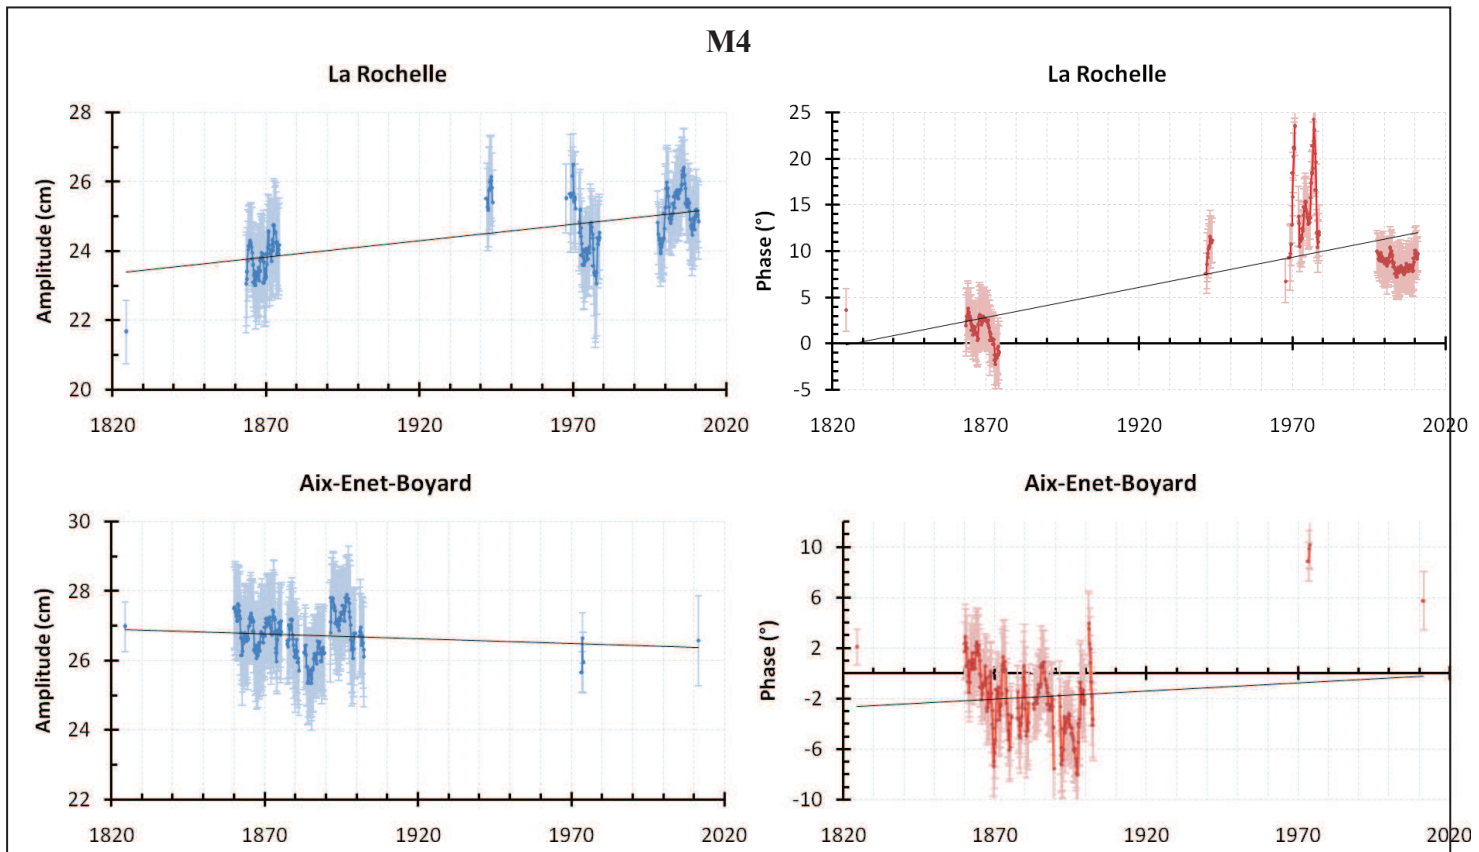 M4
La Rochelle
Amplitude (cm)
28
26
24
22
20
1820 1870 1920 1970 2020
La Rochelle
Phase (°)
25
20
15
10
5
0
-5
1820 1870 1920 1970 2020
Aix-Enet-Boyard
Amplitude (cm)
30
28
26
24
22
1820 1870 1920 1970 2020
Aix-Enet-Boyard
Phase (°)
10
6
2
-2
-6
-10
1820 1870 1920 1970 2020